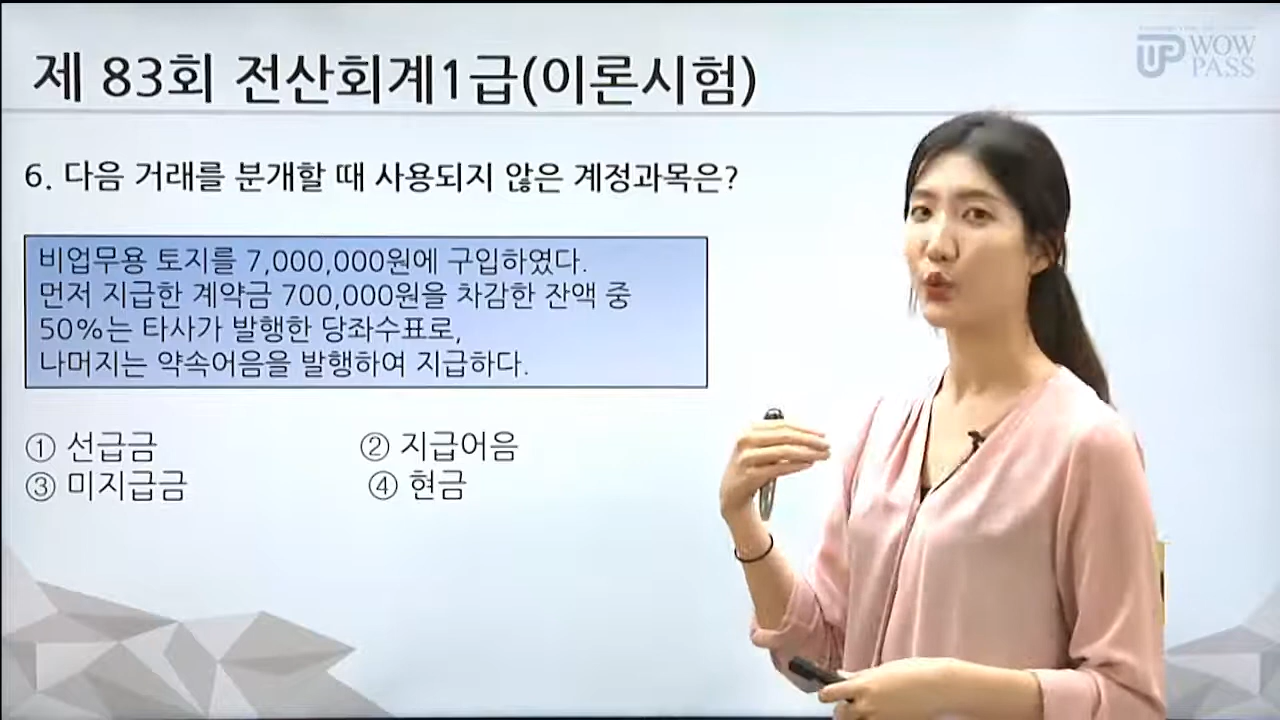 제 83회 전산회계1급(이론시험)
UP WOW PASS
6. 다음 거래를 분개할 때 사용되지 않은 계정과목은?
비업무용 토지를 7,000,000원에 구입하였다.
먼저 지급한 계약금 700,000원을 차감한 잔액 중
50%는 타사가 발행한 당좌수표로,
나머지는 약속어음을 발행하여 지급하다.
① 선급금 ② 지급어음
③ 미지급금 ④ 현금